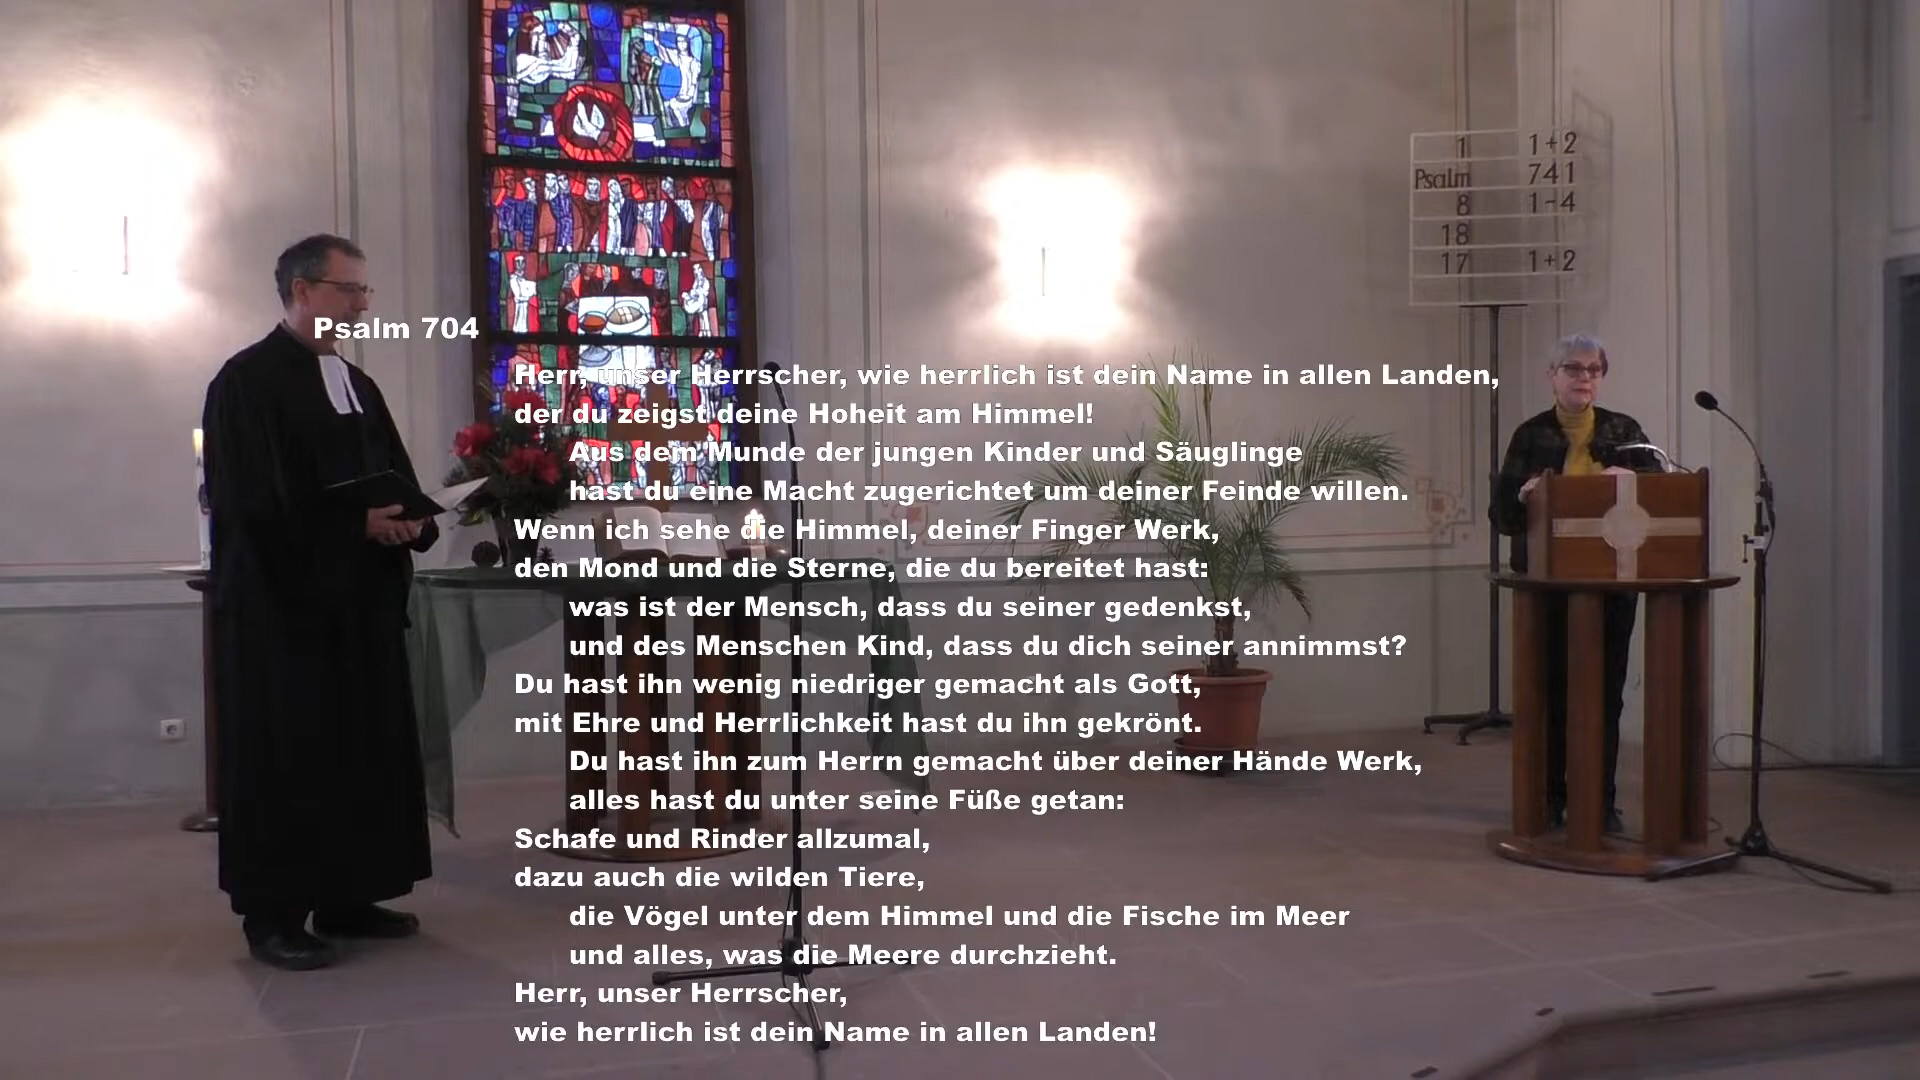 1 1+2
Psalm 741
8 1-4
18
17 1+2
Psalm 704
Herr, unser Herrscher, wie herrlich ist dein Name in allen Landen,
der du zeigst deine Hoheit am Himmel!
Aus dem Munde der jungen Kinder und Säuglinge
hast du eine Macht zugerichtet um deiner Feinde willen.
Wenn ich sehe die Himmel, deiner Finger Werk,
den Mond und die Sterne, die du bereitet hast:
was ist der Mensch, dass du seiner gedenkst,
und des Menschen Kind, dass du dich seiner annimmst?
Du hast ihn wenig niedriger gemacht als Gott,
mit Ehre und Herrlichkeit hast du ihn gekrönt.
Du hast ihn zum Herrn gemacht über deiner Hände Werk,
alles hast du unter seine Füße getan:
Schafe und Rinder allzumal,
dazu auch die wilden Tiere,
die Vögel unter dem Himmel und die Fische im Meer
und alles, was die Meere durchzieht.
Herr, unser Herrscher,
wie herrlich ist dein Name in allen Landen!